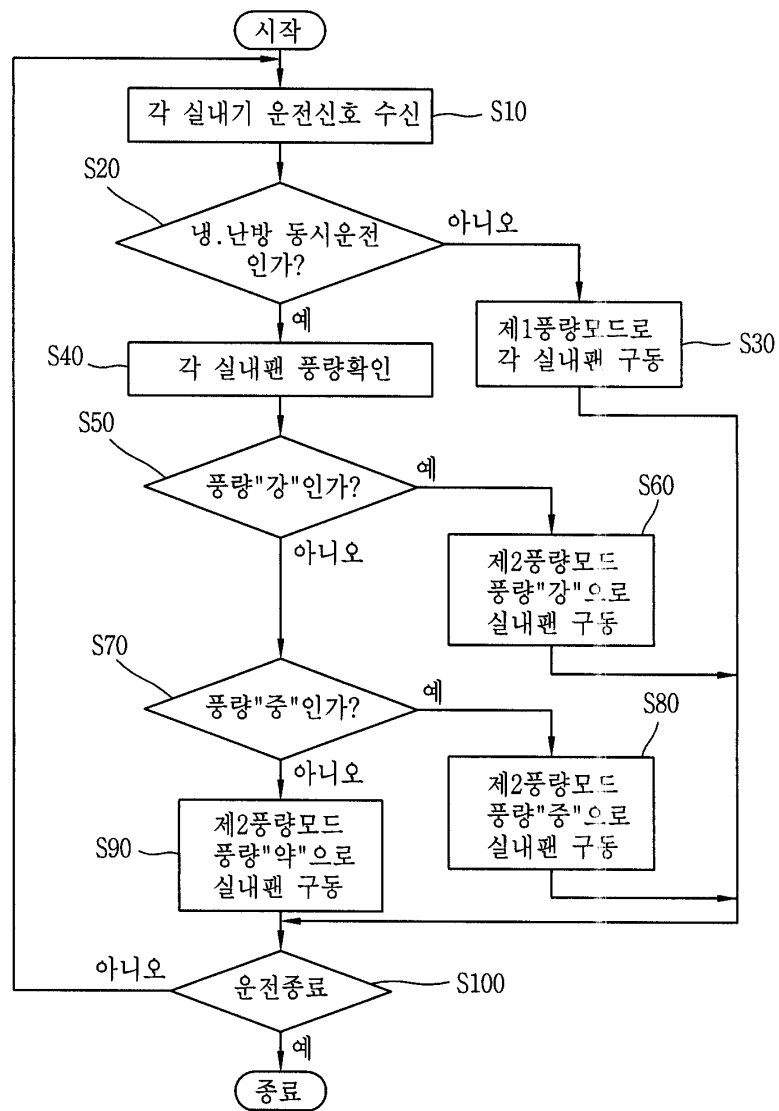 시작
각 실내기 운전신호 수신
S10
S20
냉.난방 동시운전
인가?
아니오
예
제1풍량모드로
각 실내팬 구동
S30
S40
각 실내팬 풍량확인
S50
풍량"강"인가?
예
아니오
S60
제2풍량모드
풍량"강"으로
실내팬 구동
S70
풍량"중"인가?
예
아니오
S80
제2풍량모드
풍량"중"으로
실내팬 구동
S90
제2풍량모드
풍량"약"으로
실내팬 구동
아니오
운전종료
S100
예
종료